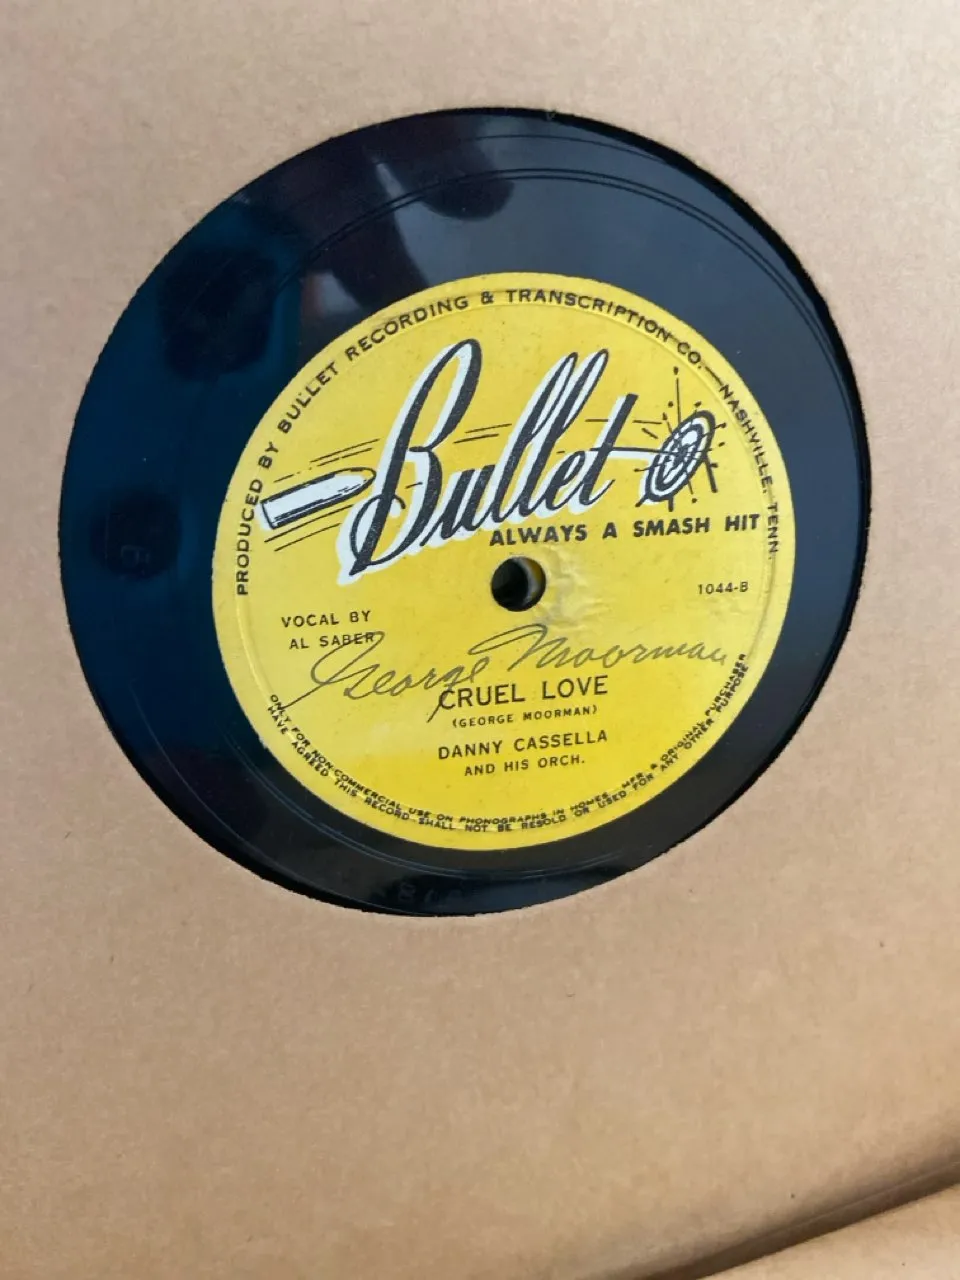 PRODUCED BY BULLET RECORDING & TRANSCRIPTION CO. — NASHVILLE, TENN.
Bullet
ALWAYS A SMASH HIT
1044-B
VOCAL BY
AL SABER
George Moorman
CRUEL LOVE
(GEORGE MOORMAN)
DANNY CASSELLA
AND HIS ORCH.
ONLY FOR NON-COMMERCIAL USE ON PHONOGRAPHS IN HOMES. MFR. & ORIGINAL PURCHASER
HAVE AGREED THIS RECORD SHALL NOT BE RESOLD OR USED FOR ANY OTHER PURPOSE